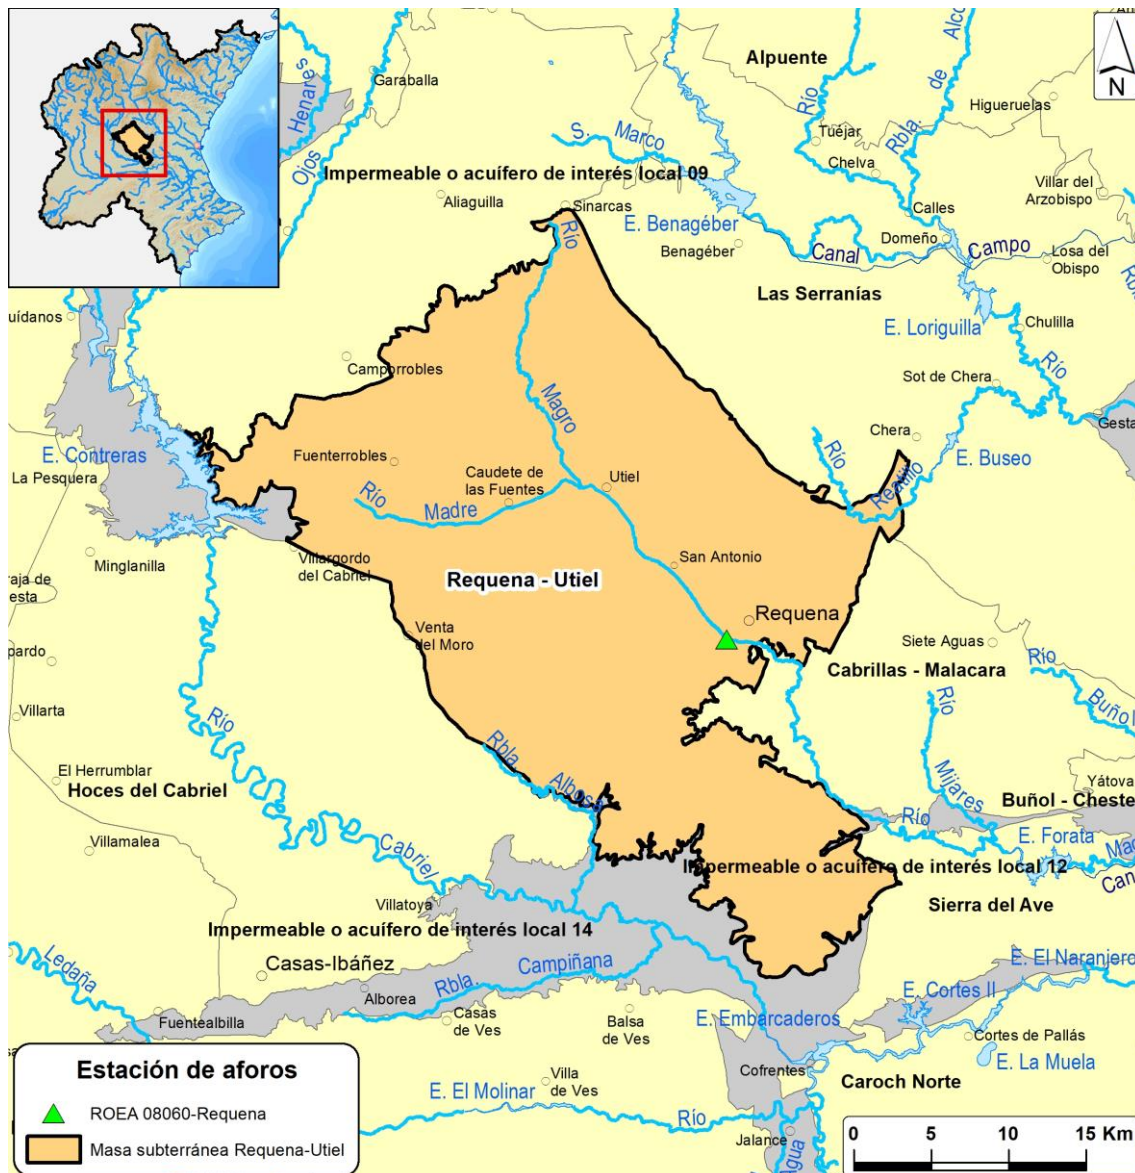 Alpuente
Garaballa
Henares
Ojos
Río
Rbla.
de
Alco
N
Higueruelas
S.
Marco
Tuéjar
Chelva
Impermeable o acuífero de interés local 09
Aliaguilla
Sinarcas
E. Benagéber
Benagéber
Calles
Villar del
Arzobispo
Domeño
Canal
Campo
Losa del
Obispo
Río
Las Serranías
uídanos
E. Loriguilla
Chulilla
Camporrobles
Río
Sot de Chera
Magro
Gesta
Chera
E. Contreras
Fuenterrobles
Río
E. Buseo
La Pesquera
Caudete de
las Fuentes
Utiel
Reatillo
Río
Madre
Minglanilla
Villargordo
del Cabriel
San Antonio
raja de
esta
Requena - Utiel
Requena
Venta
del Moro
Siete Aguas
pardo
Cabrillas - Malacara
Río
Buñol
Villarta
Río
Río
Rbla
Albosa
El Herrumblar
Hoces del Cabriel
Mijares
Yátova
Buñol - Cheste
Río
E. Forata
Villamalea
Cabriel
Impermeable o acuífero de interés local 12
Villatoya
Sierra del Ave
Impermeable o acuífero de interés local 14
Ledaña
Casas-Ibáñez
Rbla.
Campiñana
E. El Naranjero
Alborea
E. Cortes II
Fuentealbilla
Casas
de Ves
Balsa
de Ves
E. Embarcaderos
Cortes de Pallás
E. La Muela
Cofrentes
Caroch Norte
Villa
de Ves
E. El Molinar
Río
Jalance
Estación de aforos
ROEA 08060-Requena
Masa subterránea Requena-Utiel
0 5 10 15 Km